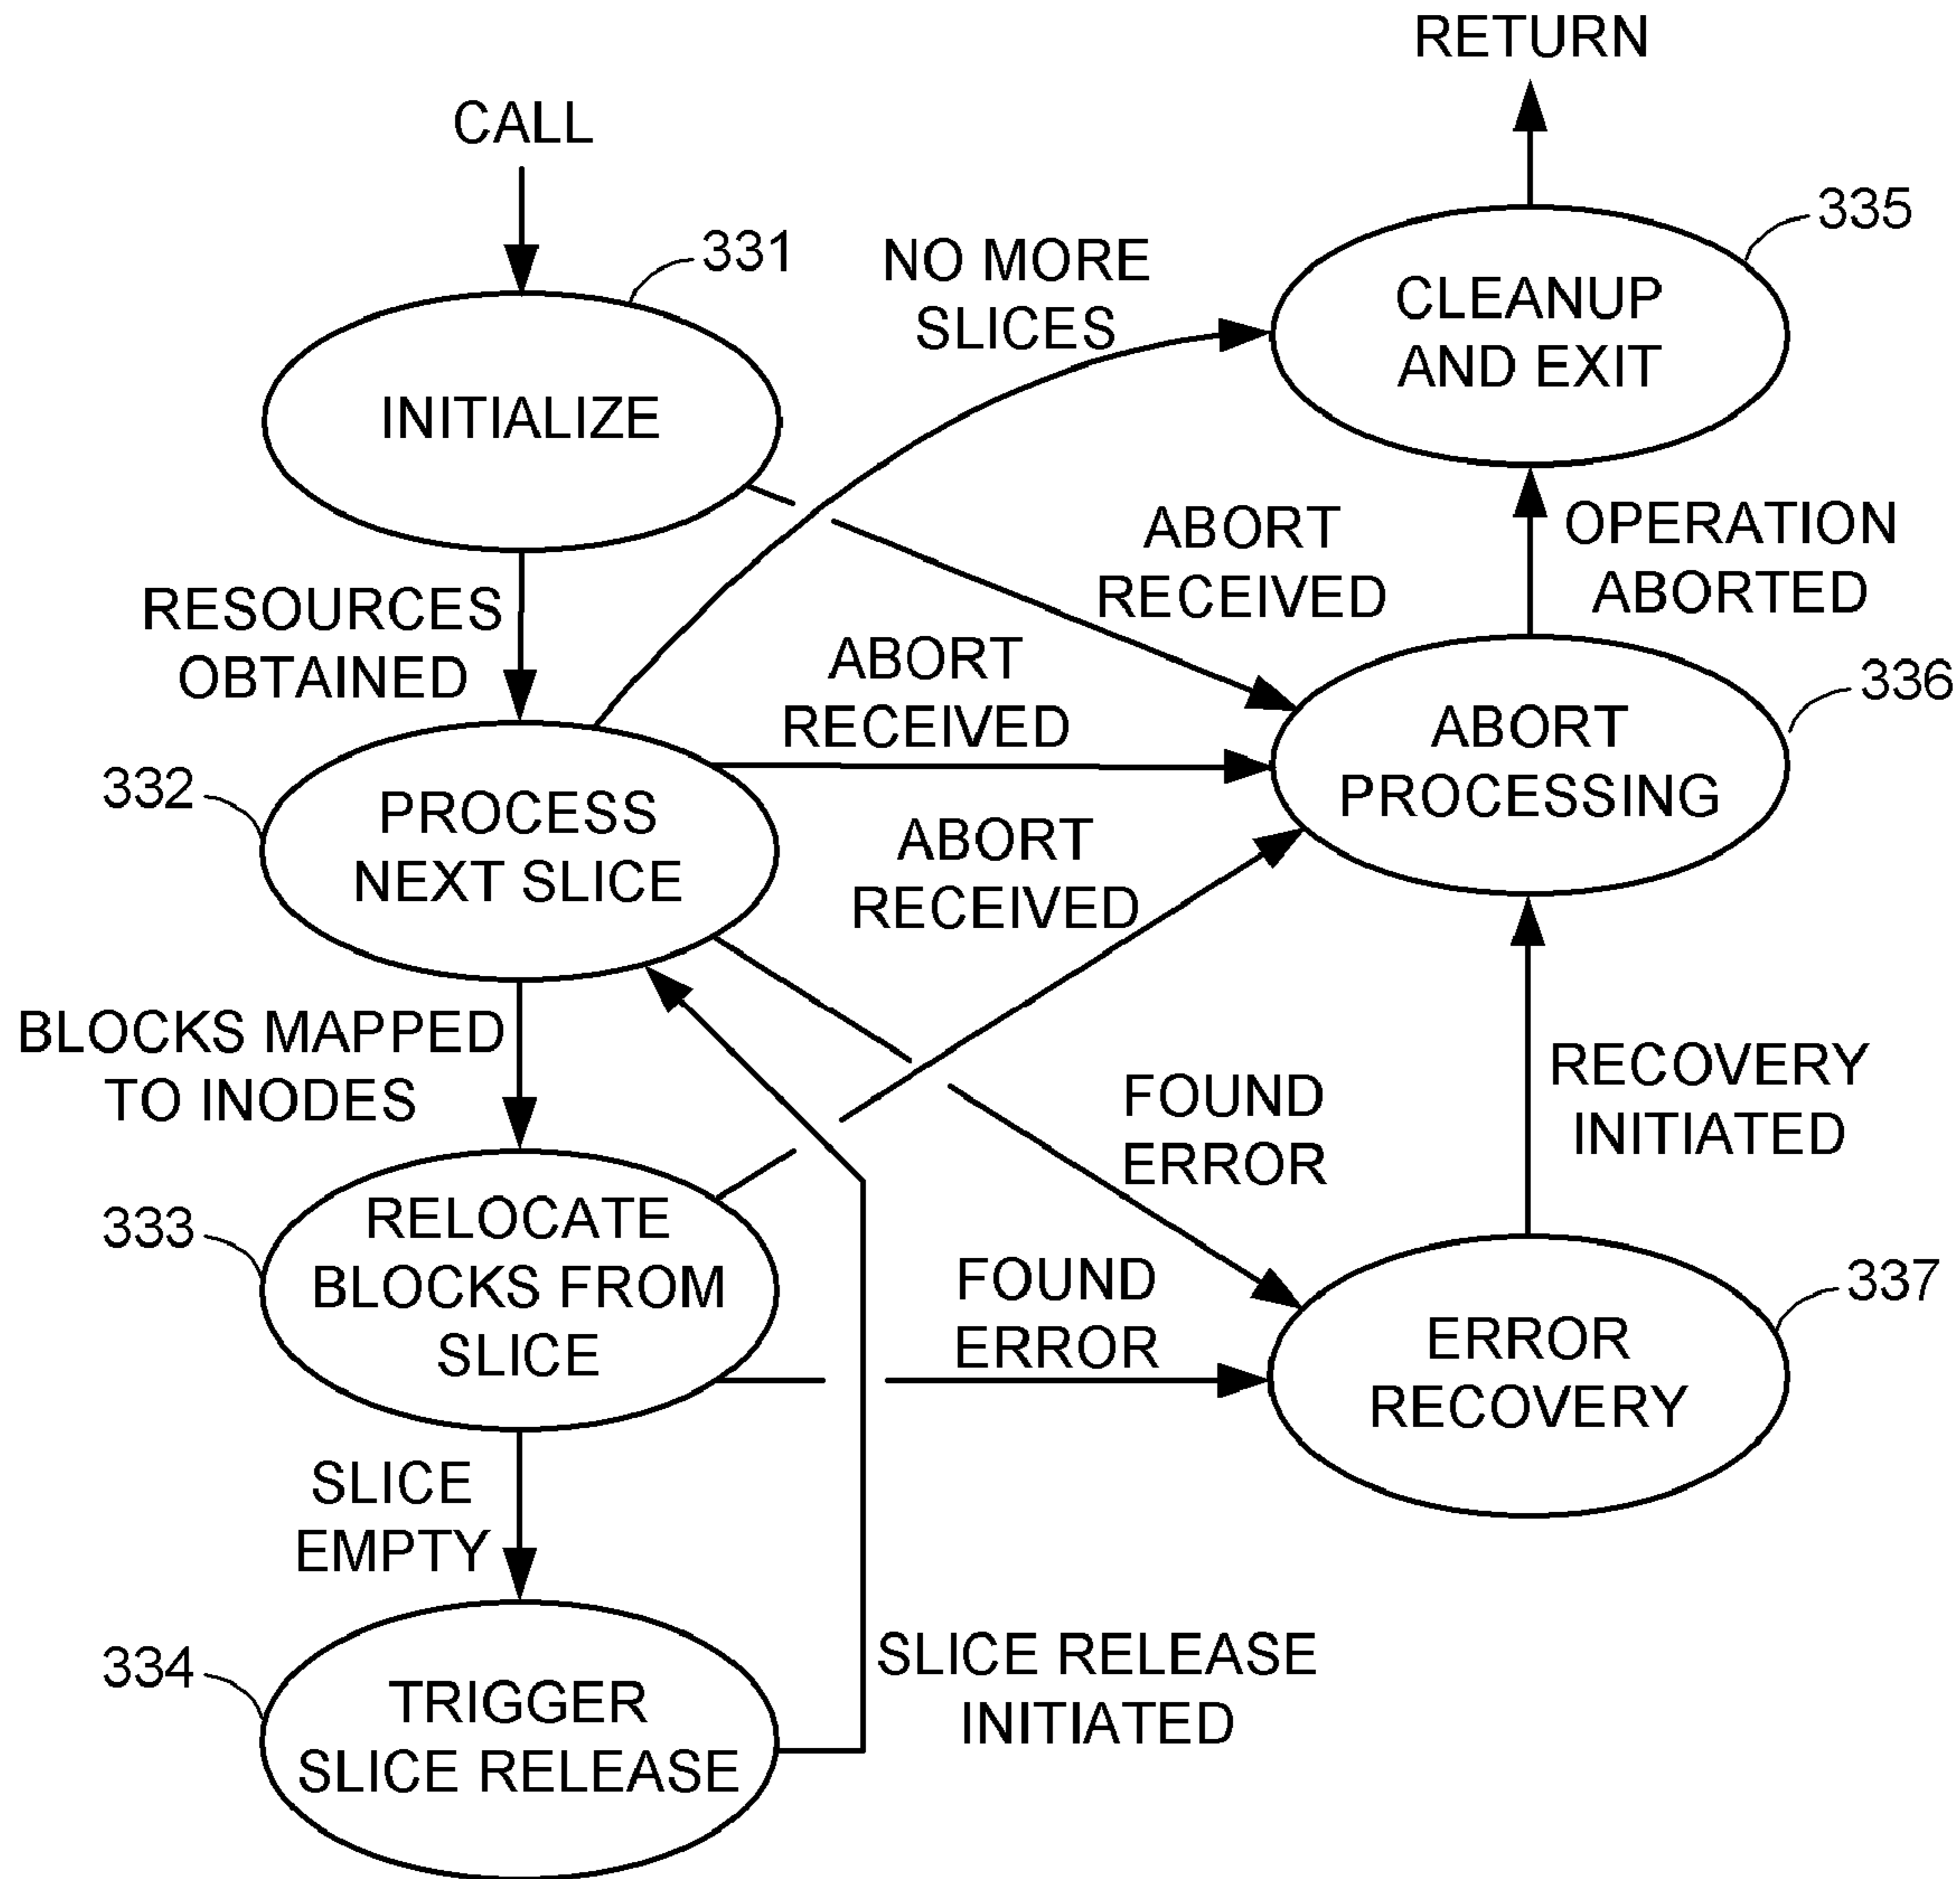 RETURN
CALL
335
331
NO MORE
SLICES
CLEANUP
AND EXIT
INITIALIZE
ABORT
RECEIVED
OPERATION
ABORTED
RESOURCES
OBTAINED
ABORT
RECEIVED
336
ABORT
PROCESSING
332
PROCESS
NEXT SLICE
ABORT
RECEIVED
BLOCKS MAPPED
TO INODES
FOUND
ERROR
RECOVERY
INITIATED
333
RELOCATE
BLOCKS FROM
SLICE
FOUND
ERROR
337
ERROR
RECOVERY
SLICE
EMPTY
334
TRIGGER
SLICE RELEASE
SLICE RELEASE
INITIATED